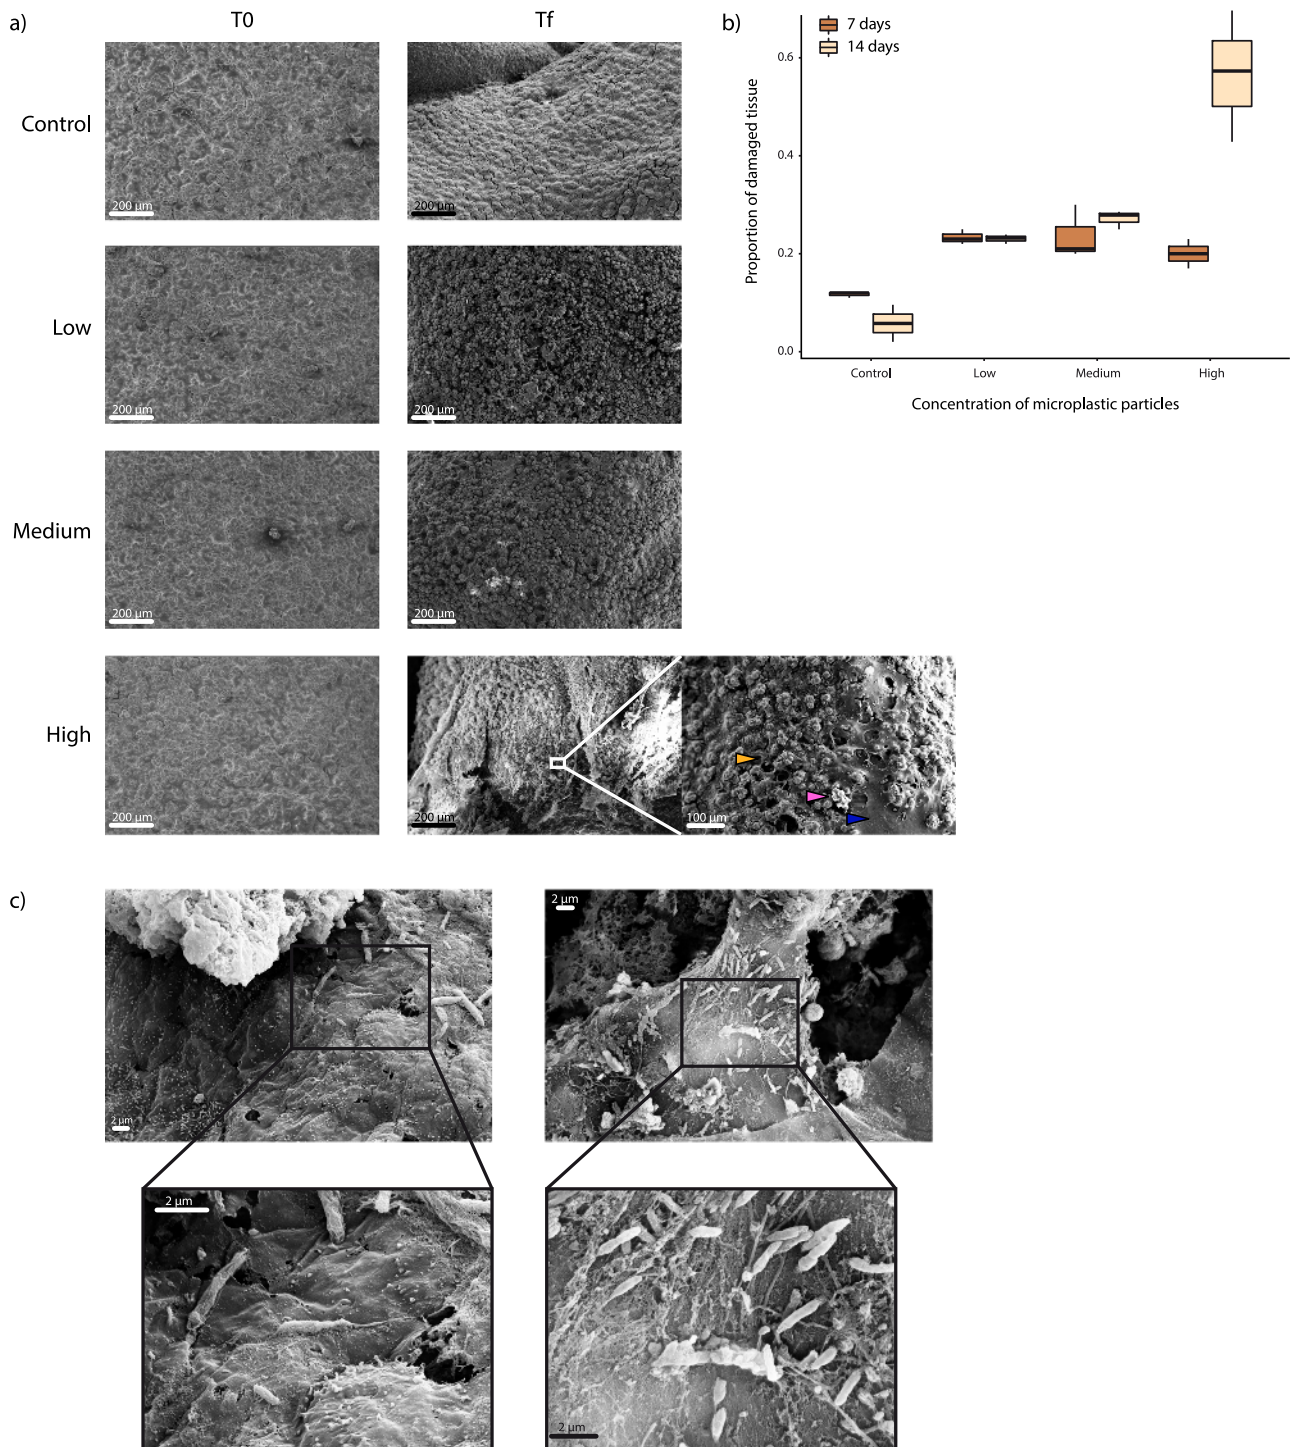 a)
T0
Tf
Control
200 µm
200 µm
Low
200 µm
200 µm
Medium
200 µm
200 µm
High
200 µm
200 µm
100 µm
b)
7 days
14 days
Proportion of damaged tissue
0.6
0.4
0.2
0.0
Control
Low
Medium
High
Concentration of microplastic particles
c)
2 µm
2 µm
2 µm
2 µm